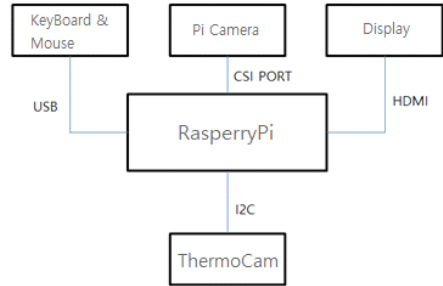 KeyBoard &
Mouse
Pi Camera
Display
CSI PORT
USB
HDMI
RasperryPi
I2C
ThermoCam